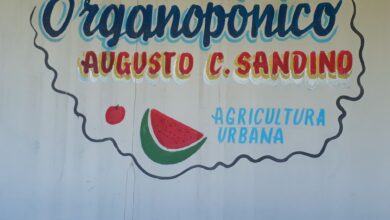 Organopónico
AUGUSTO C. SANDINO
AGRICULTURA
URBANA